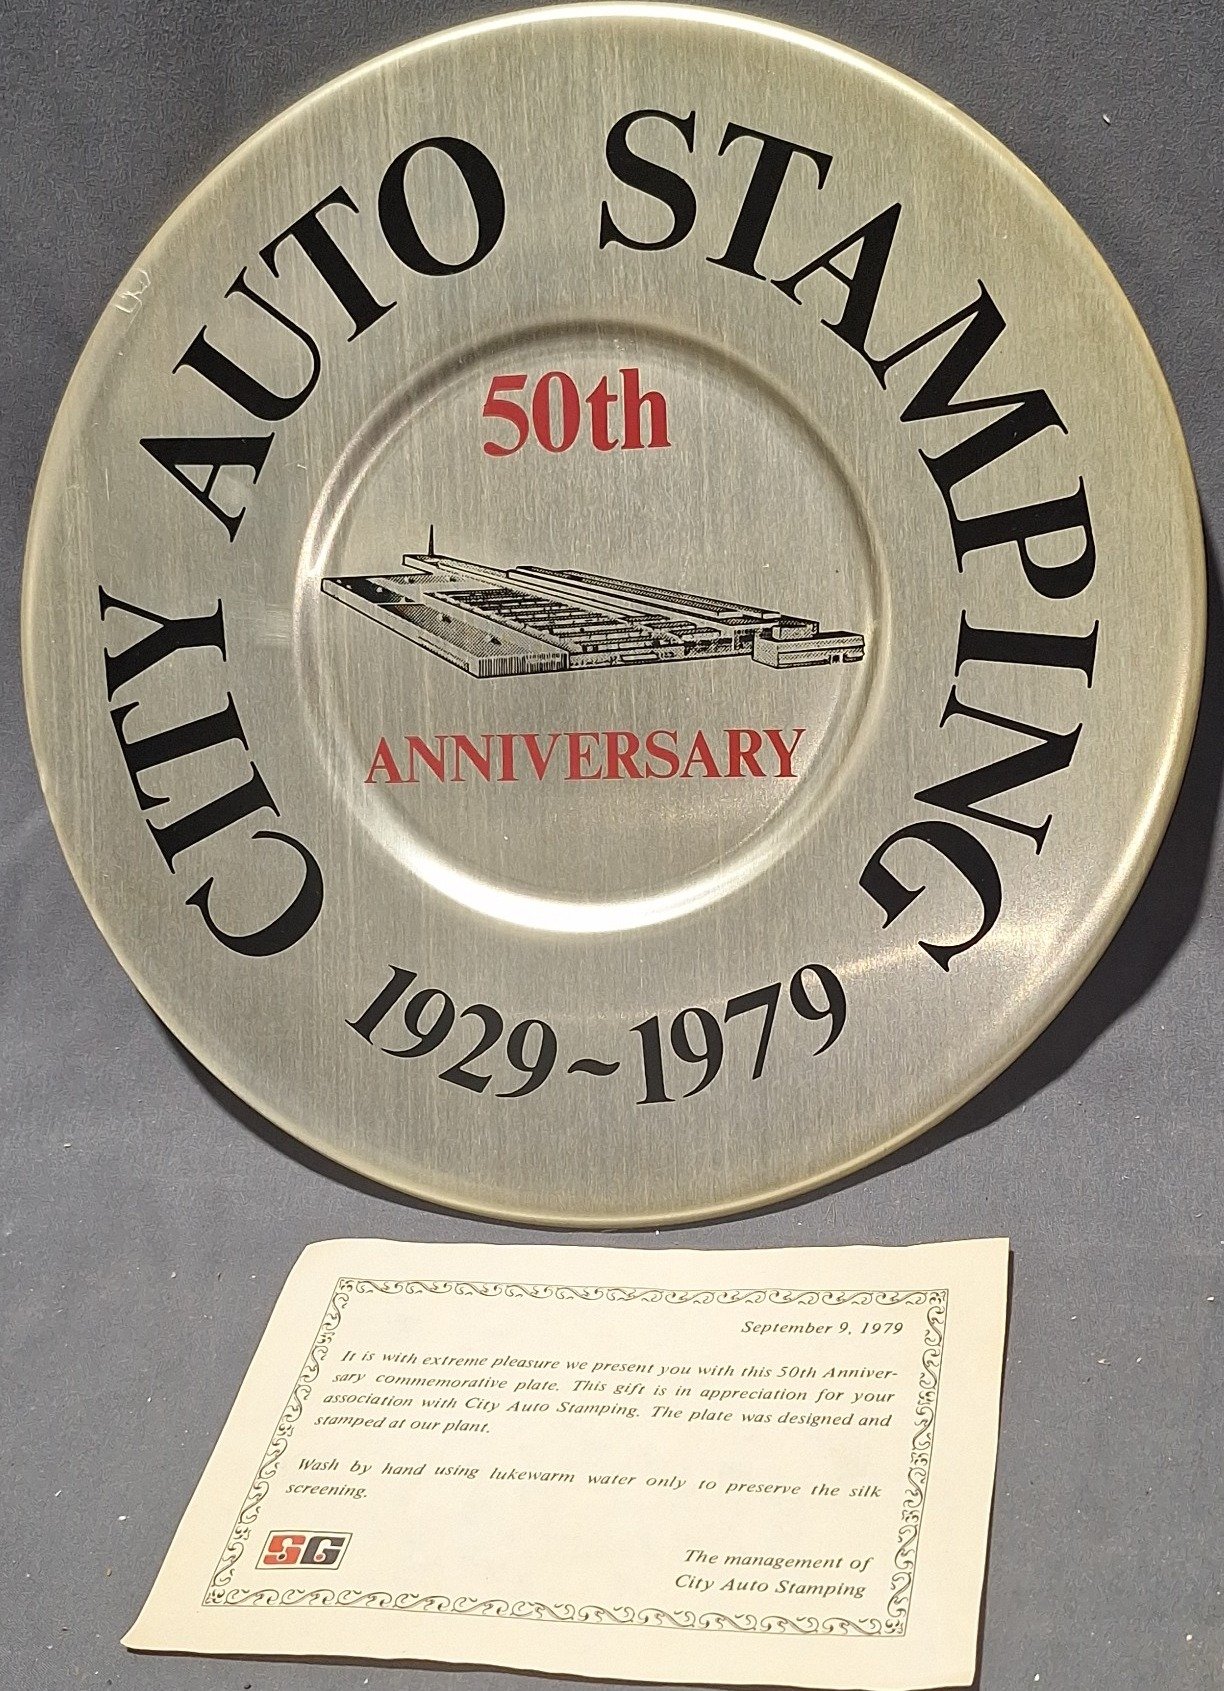 CITY AUTO STAMPING
50th
ANNIVERSARY
1929~1979
September 9, 1979
It is with extreme pleasure we present you with this 50th Anniver-
sary commemorative plate. This gift is in appreciation for your
association with City Auto Stamping. The plate was designed and
stamped at our plant.
Wash by hand using lukewarm water only to preserve the silk
screening.
SG
The management of
City Auto Stamping